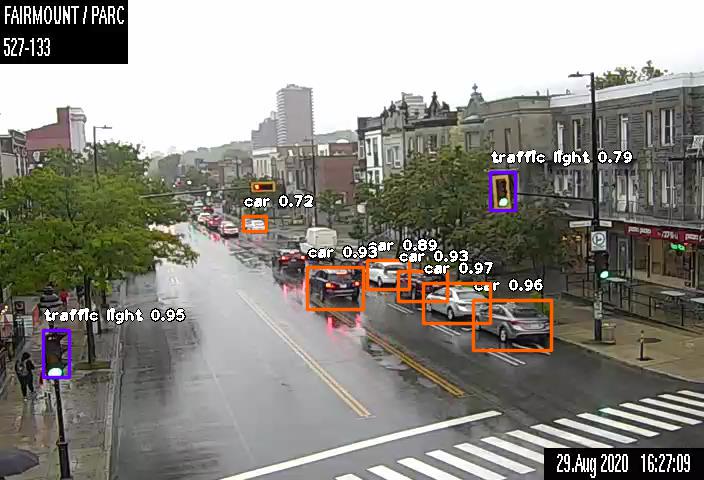 FAIRMOUNT / PARC
527-133
traffic light 0.79
car 0.72
car 0.89
car 0.93
car 0.93
car 0.97
car 0.96
traffic light 0.95
29.Aug 2020 16:27:09